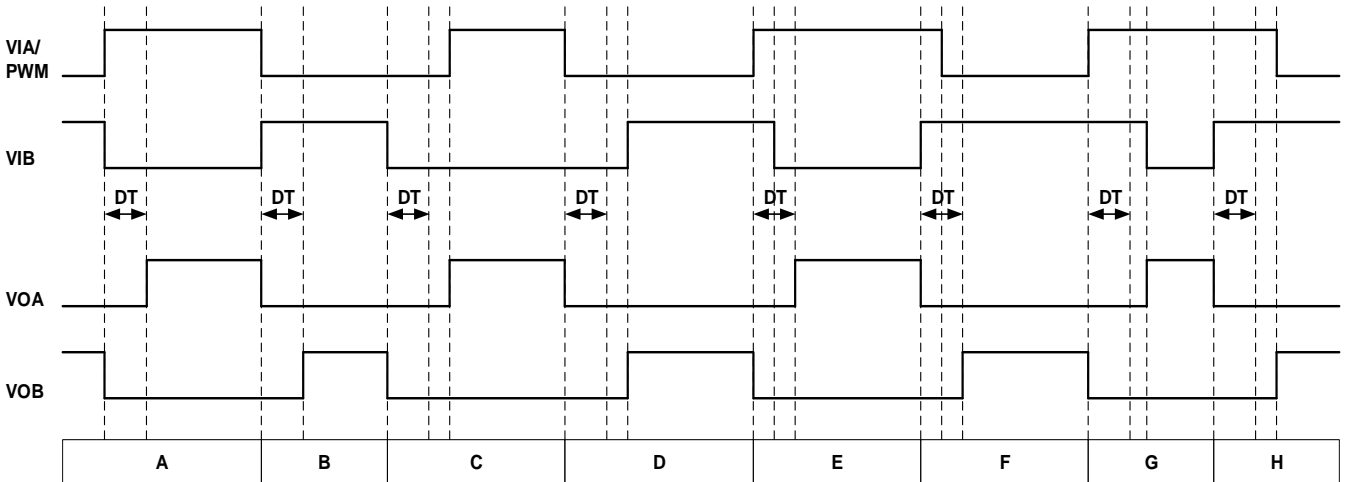 VIA/
PWM
VIB
DT DT DT DT DT DT DT DT
VOA
VOB
A B C D E F G H